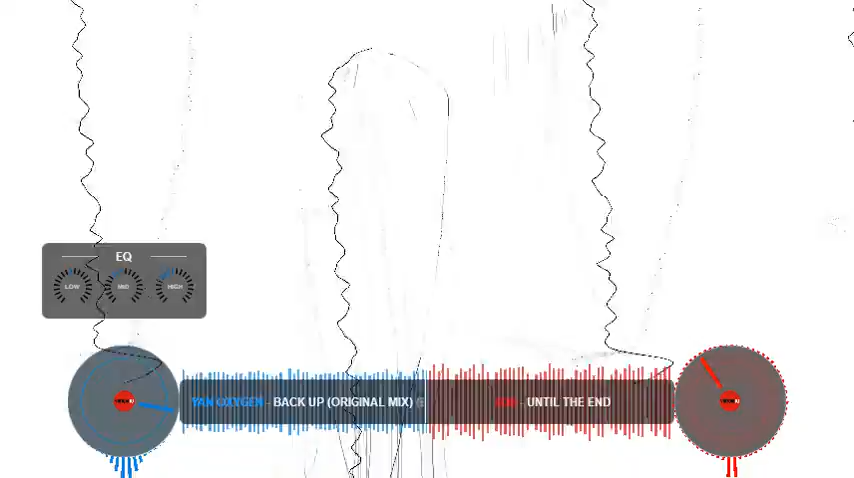 EQ
LOW MID HIGH
YAN OXYGEN - BACK UP (ORIGINAL MIX)
- UNTIL THE END